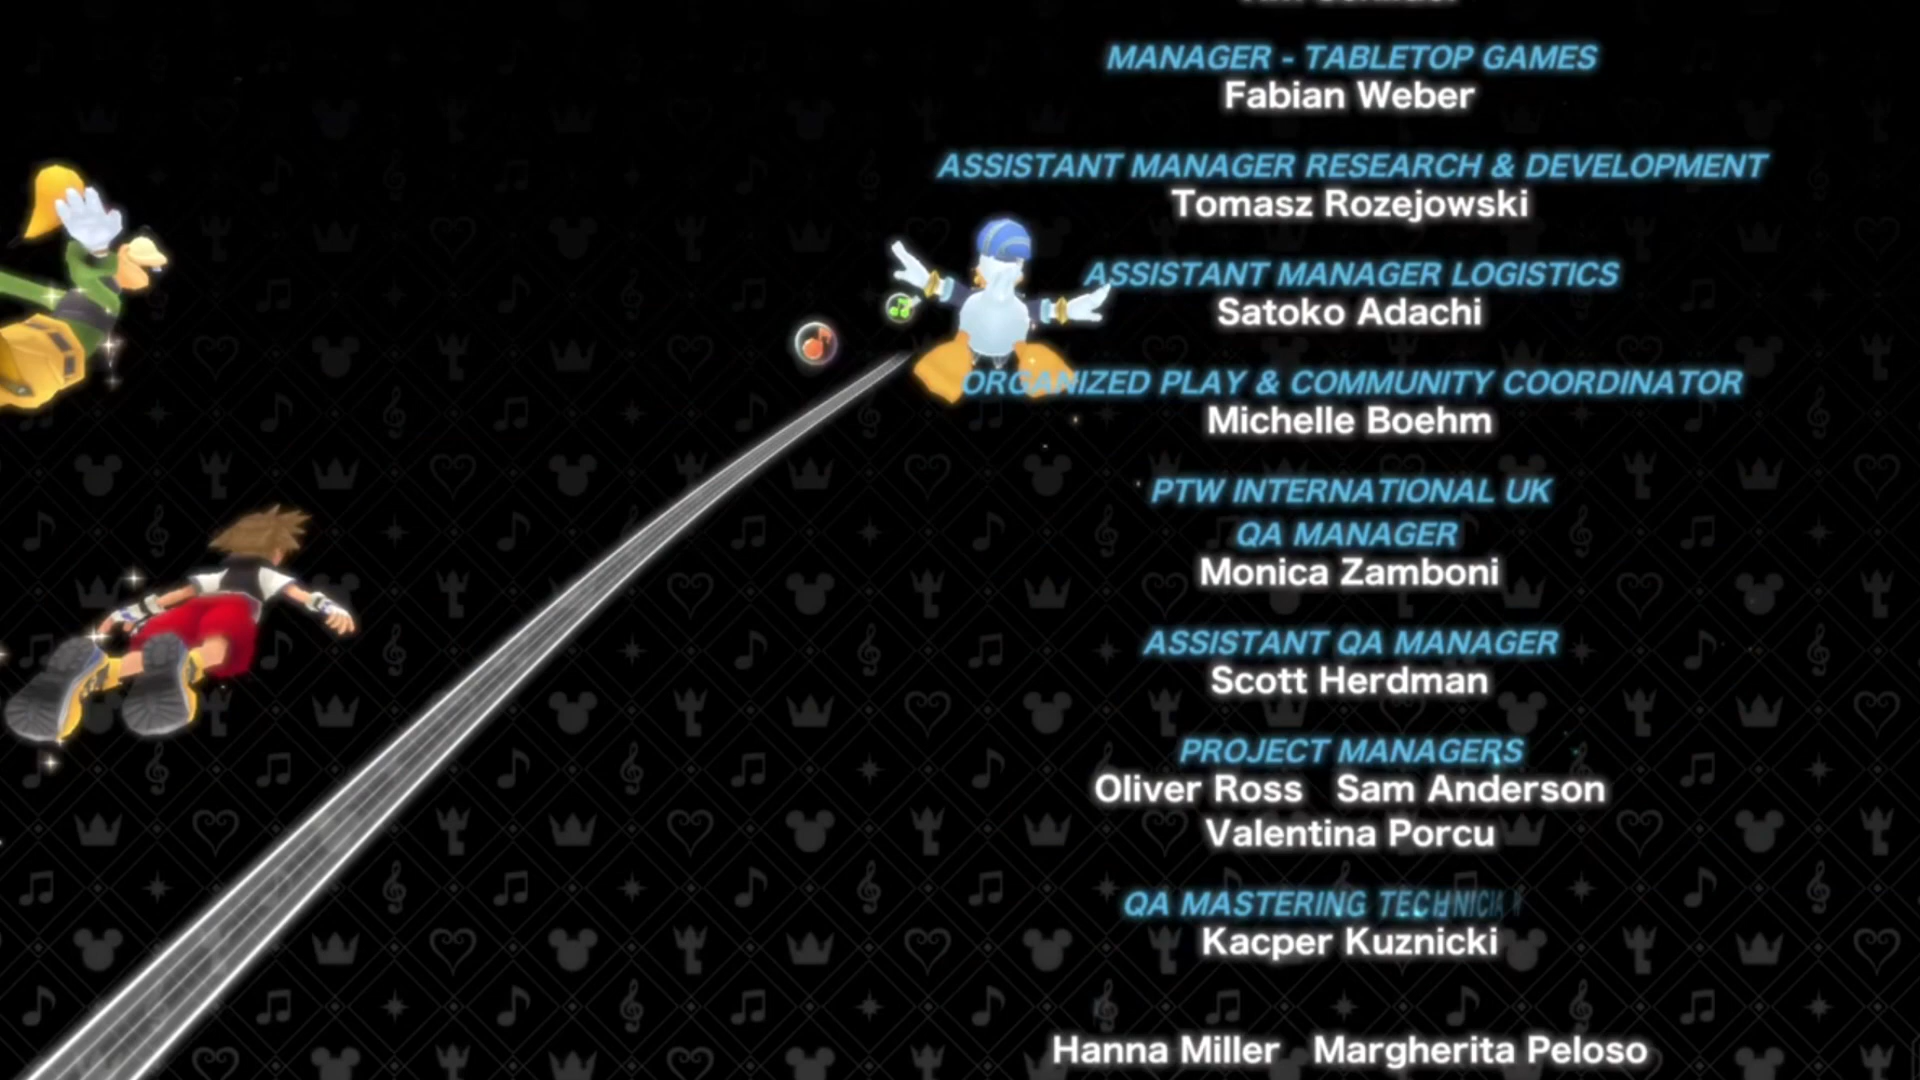 MANAGER - TABLETOP GAMES
Fabian Weber
ASSISTANT MANAGER RESEARCH & DEVELOPMENT
Tomasz Rozejowski
ASSISTANT MANAGER LOGISTICS
Satoko Adachi
ORGANIZED PLAY & COMMUNITY COORDINATOR
Michelle Boehm
PTW INTERNATIONAL UK
QA MANAGER
Monica Zamboni
ASSISTANT QA MANAGER
Scott Herdman
PROJECT MANAGERS
Oliver Ross Sam Anderson
Valentina Porcu
QA MASTERING TECHNICIAN
Kacper Kuznicki
Hanna Miller Margherita Peloso